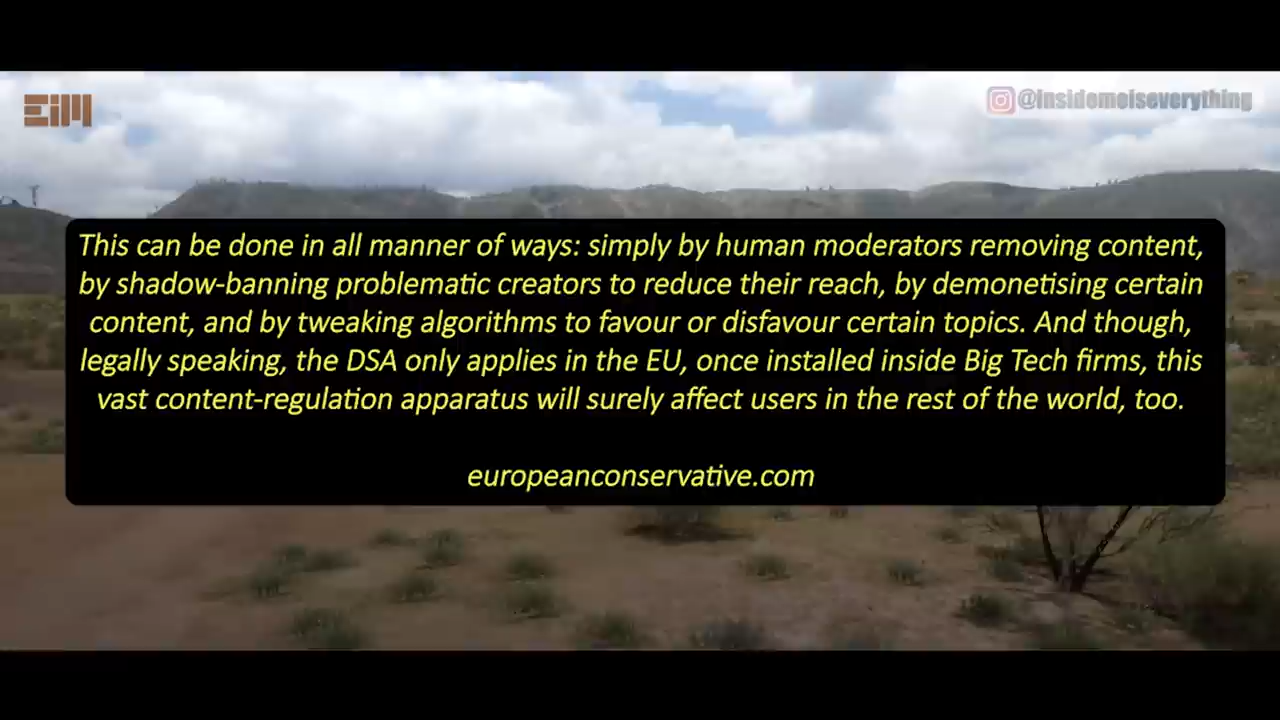 EiM
@insidemeiseverything
This can be done in all manner of ways: simply by human moderators removing content,
by shadow-banning problematic creators to reduce their reach, by demonetising certain
content, and by tweaking algorithms to favour or disfavour certain topics. And though,
legally speaking, the DSA only applies in the EU, once installed inside Big Tech firms, this
vast content-regulation apparatus will surely affect users in the rest of the world, too.
europeanconservative.com